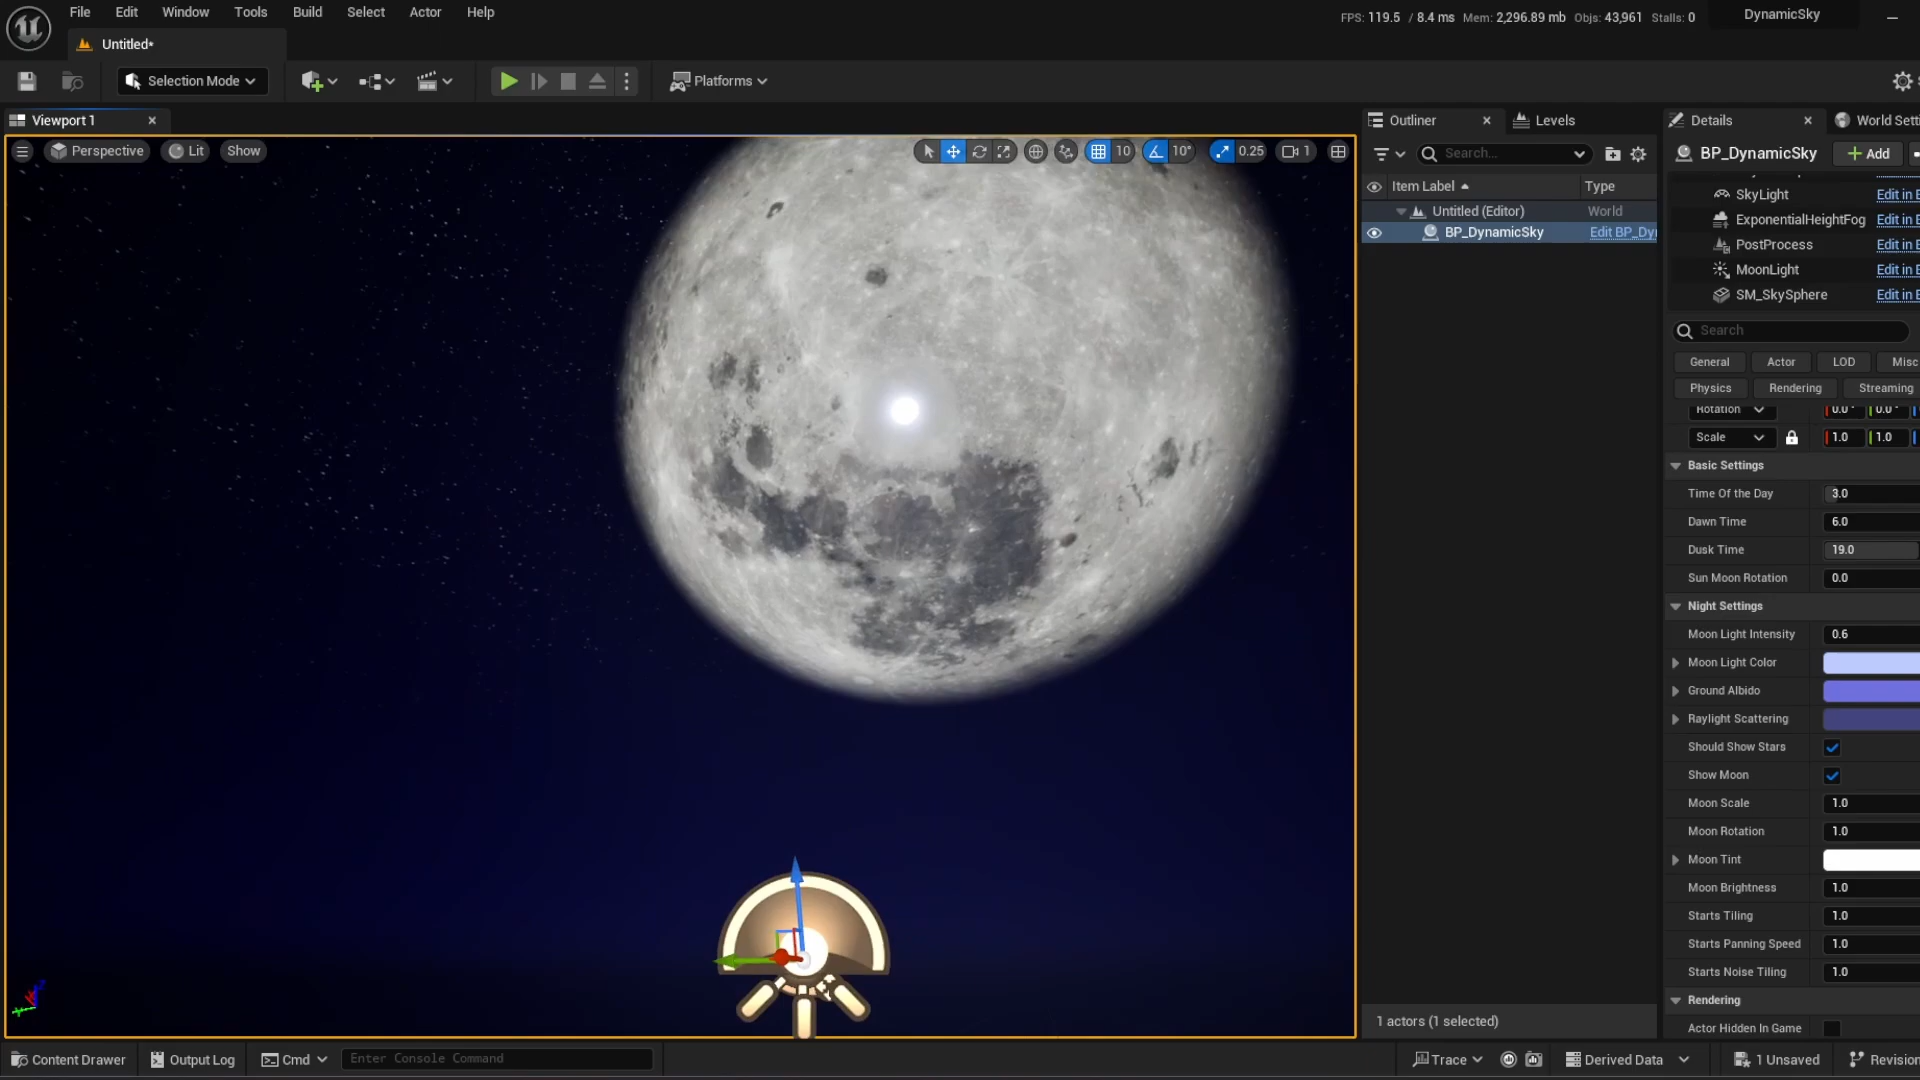 File Edit Window Tools Build Select Actor Help
FPS: 119.5 / 8.4 ms Mem: 2,296.89 mb Objs: 43,961 Stalls: 0
DynamicSky
Untitled*
Selection Mode
Platforms
Viewport 1
Perspective Lit Show
10 10° 0.25 1
Outliner Levels
Search...
Item Label Type
Untitled (Editor) World
BP_DynamicSky Edit BP_Dy
1 actors (1 selected)
Details World Setti
BP_DynamicSky + Add
SkyLight Edit in
ExponentialHeightFog Edit in
PostProcess Edit in
MoonLight Edit in
SM_SkySphere Edit in
Search
General Actor LOD Misc
Physics Rendering Streaming
Rotation 0.0° 0.0°
Scale 1.0 1.0
Basic Settings
Time Of the Day 3.0
Dawn Time 6.0
Dusk Time 19.0
Sun Moon Rotation 0.0
Night Settings
Moon Light Intensity 0.6
Moon Light Color
Ground Albido
Raylight Scattering
Should Show Stars
Show Moon
Moon Scale 1.0
Moon Rotation 1.0
Moon Tint
Moon Brightness 1.0
Starts Tiling 1.0
Starts Panning Speed 1.0
Starts Noise Tiling 1.0
Rendering
Actor Hidden In Game
Content Drawer Output Log Cmd Enter Console Command
Trace Derived Data 1 Unsaved Revision